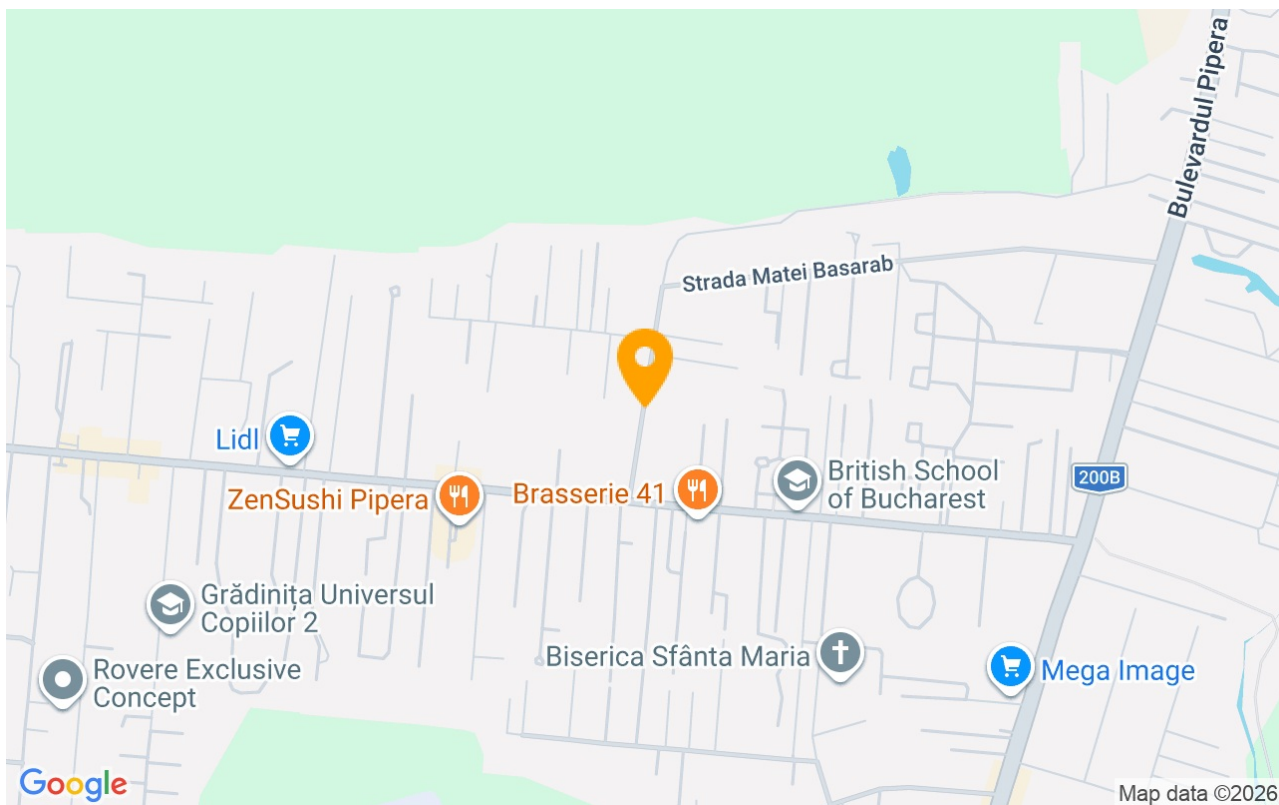 Bulevardul Pipera
Strada Matei Basarab
Lidl
ZenSushi Pipera
Brasserie 41
British School
of Bucharest
200B
Grădinița Universul
Copiilor 2
Rovere Exclusive
Concept
Biserica Sfânta Maria
Mega Image
Google
Map data ©2026